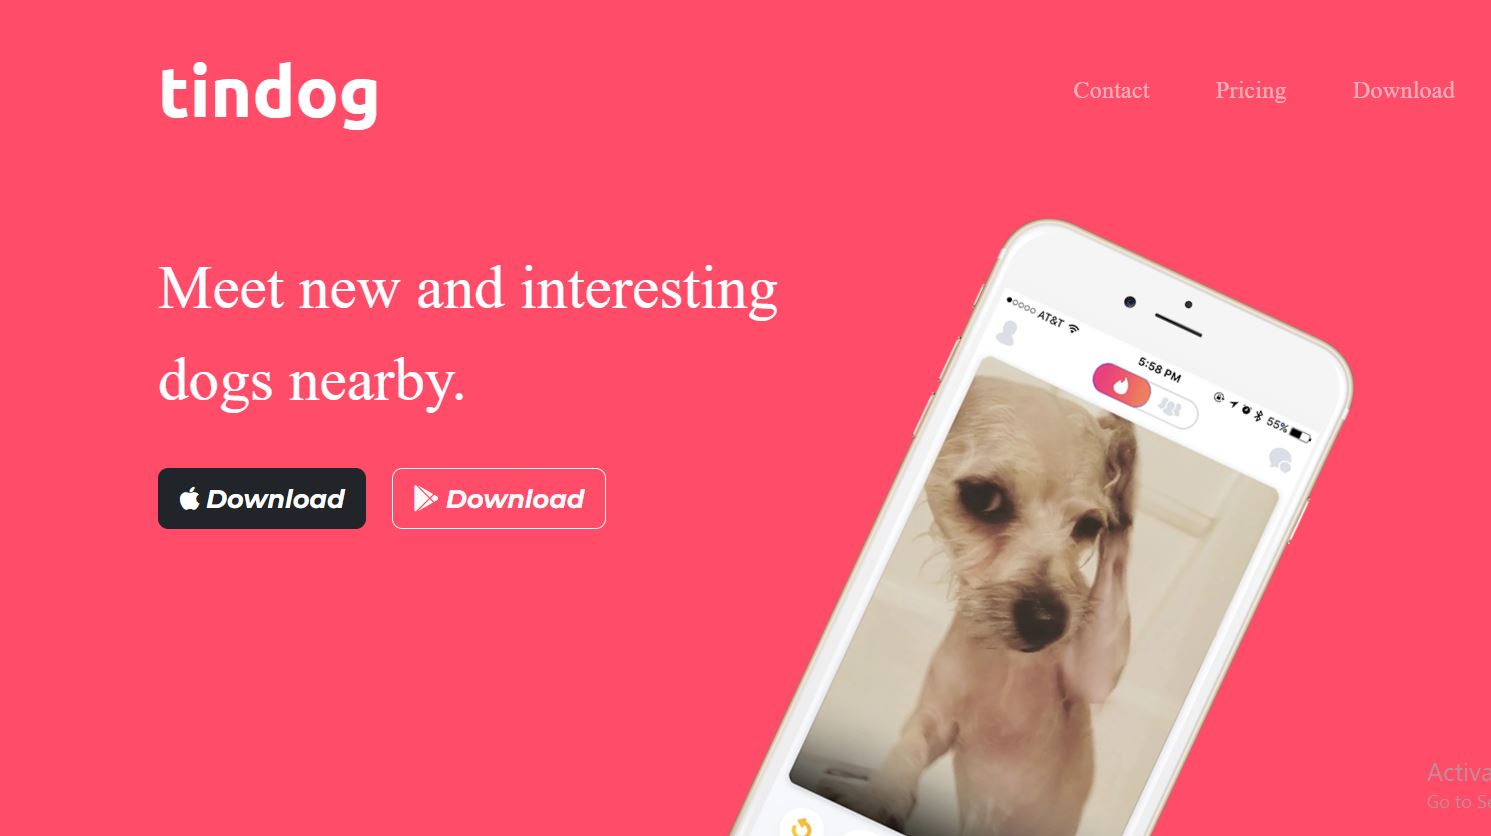 tindog
Contact Pricing Download
Meet new and interesting
dogs nearby.
Download
Download
AT&T
5:58 PM
55%
Activa
Go to Se